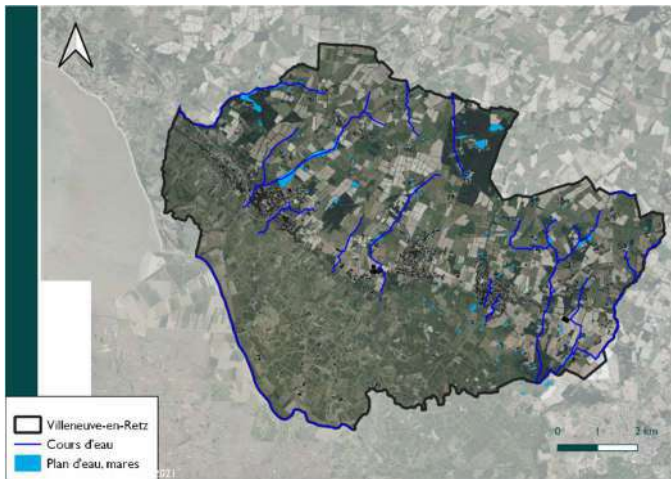 0 1 2 km
Villeneuve-en-Retz
Cours d'eau
Plan d'eau, mares
2021